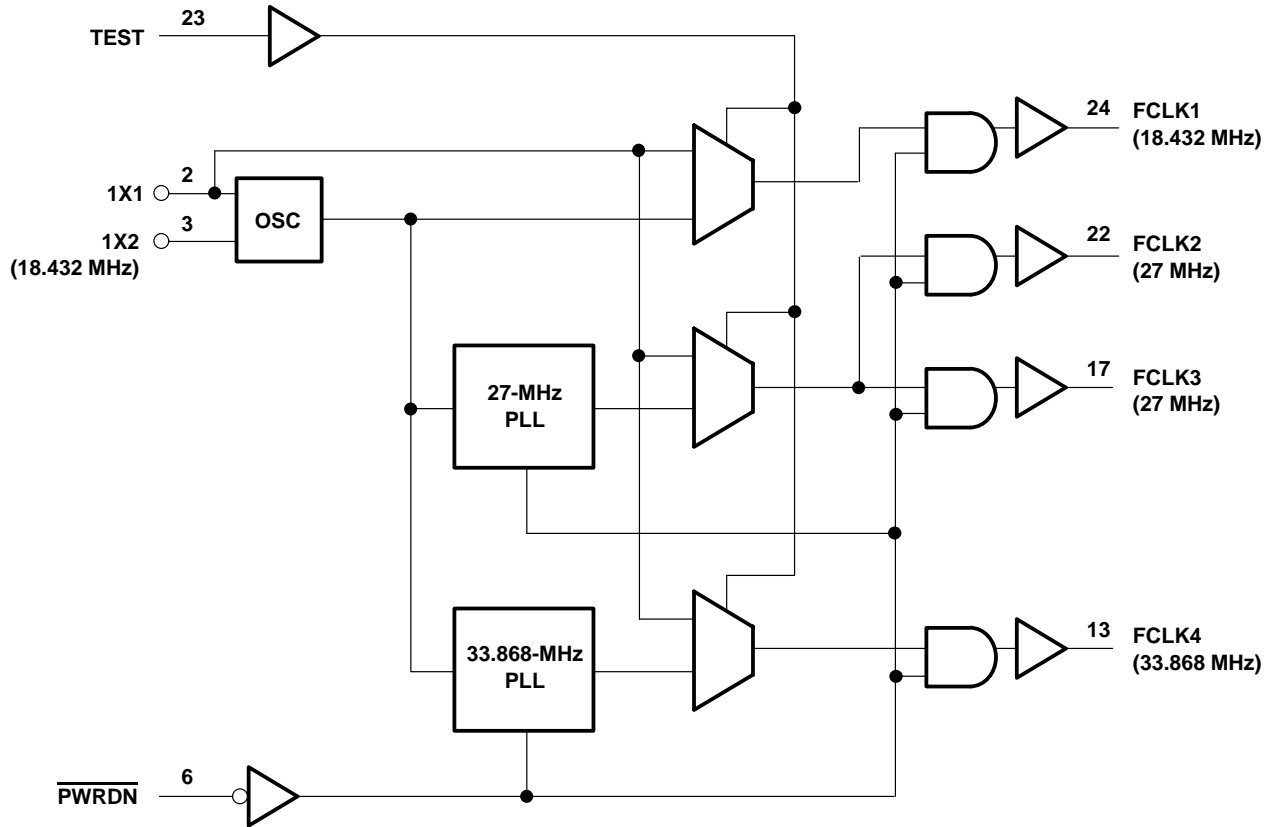 TEST
23
24
FCLK1
(18.432 MHz)
1X1
2
OSC
1X2
3
(18.432 MHz)
22
FCLK2
(27 MHz)
27-MHz
PLL
17
FCLK3
(27 MHz)
33.868-MHz
PLL
13
FCLK4
(33.868 MHz)
PWRDN
6